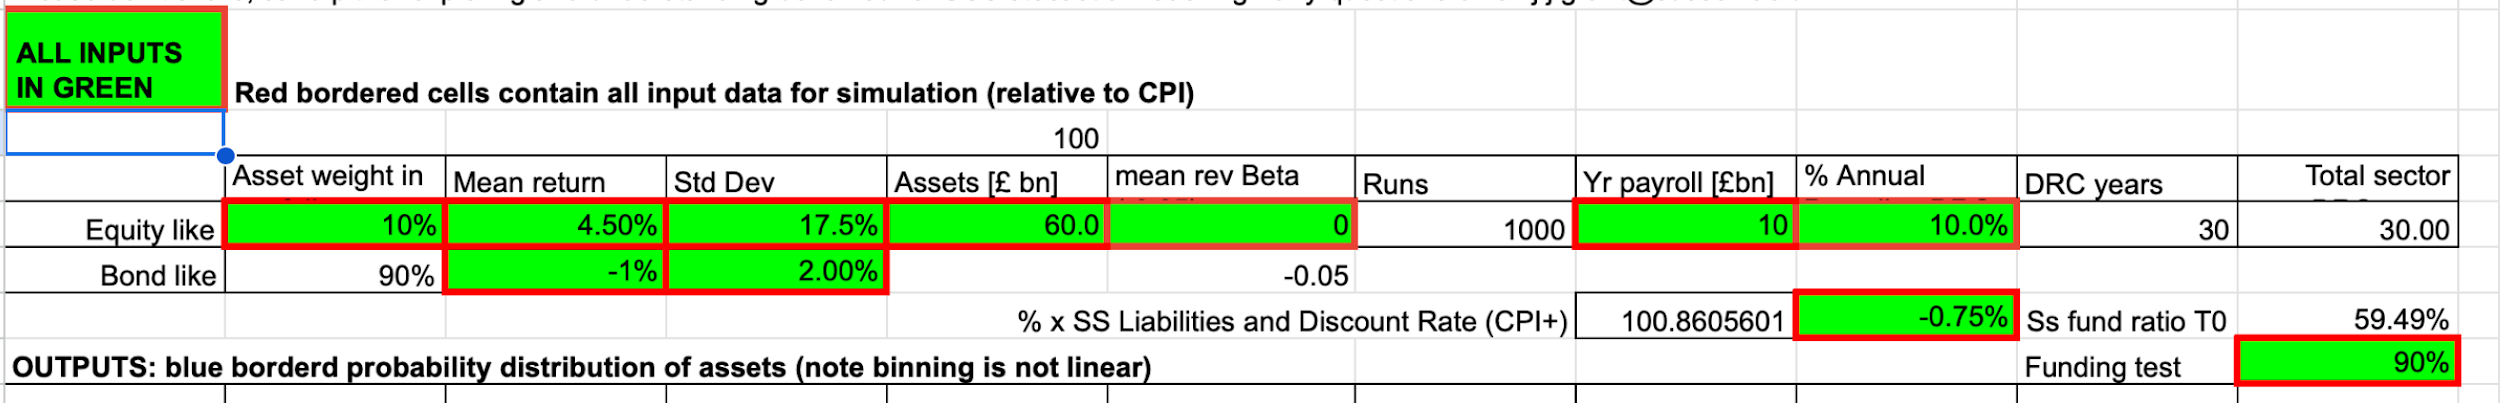 ALL INPUTS
IN GREEN
Red bordered cells contain all input data for simulation (relative to CPI)
100
Asset weight in Mean return Std Dev Assets [£ bn] mean rev Beta Runs Yr payroll [£bn] % Annual DRC years Total sector
Equity like 10% 4.50% 17.5% 60.0 0 1000 10 10.0% 30 30.00
Bond like 90% -1% 2.00% -0.05
% x SS Liabilities and Discount Rate (CPI+) 100.8605601 -0.75% Ss fund ratio T0 59.49%
OUTPUTS: blue borderd probability distribution of assets (note binning is not linear) Funding test 90%